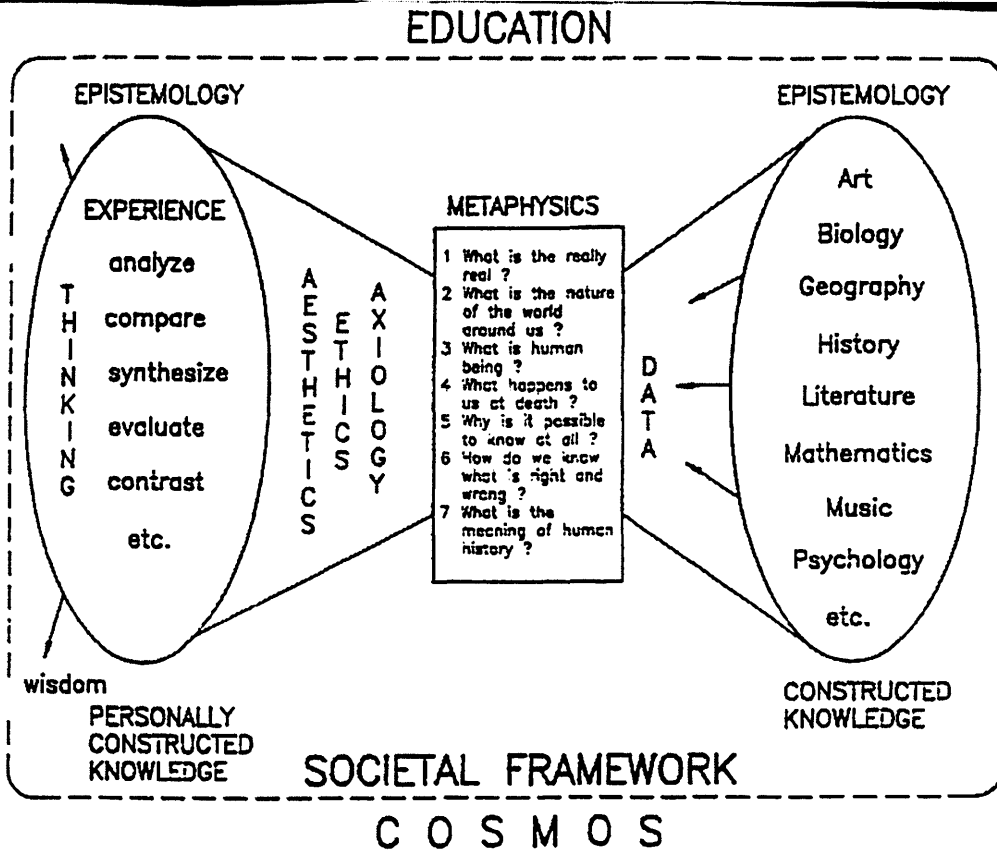 EDUCATION
EPISTEMOLOGY
EXPERIENCE
THINKING
analyze
compare
synthesize
evaluate
contrast
etc.
wisdom
PERSONALLY
CONSTRUCTED
KNOWLEDGE
AESTHETICS
ETHICS
AXIOLOGY
METAPHYSICS
1 What is the really
real ?
2 What is the nature
of the world
around us ?
3 What is human
being ?
4 What happens to
us at death ?
5 Why is it possible
to know at all ?
6 How do we know
what is right and
wrong ?
7 What is the
meaning of human
history ?
DATA
EPISTEMOLOGY
Art
Biology
Geography
History
Literature
Mathematics
Music
Psychology
etc.
CONSTRUCTED
KNOWLEDGE
SOCIETAL FRAMEWORK
COSMOS